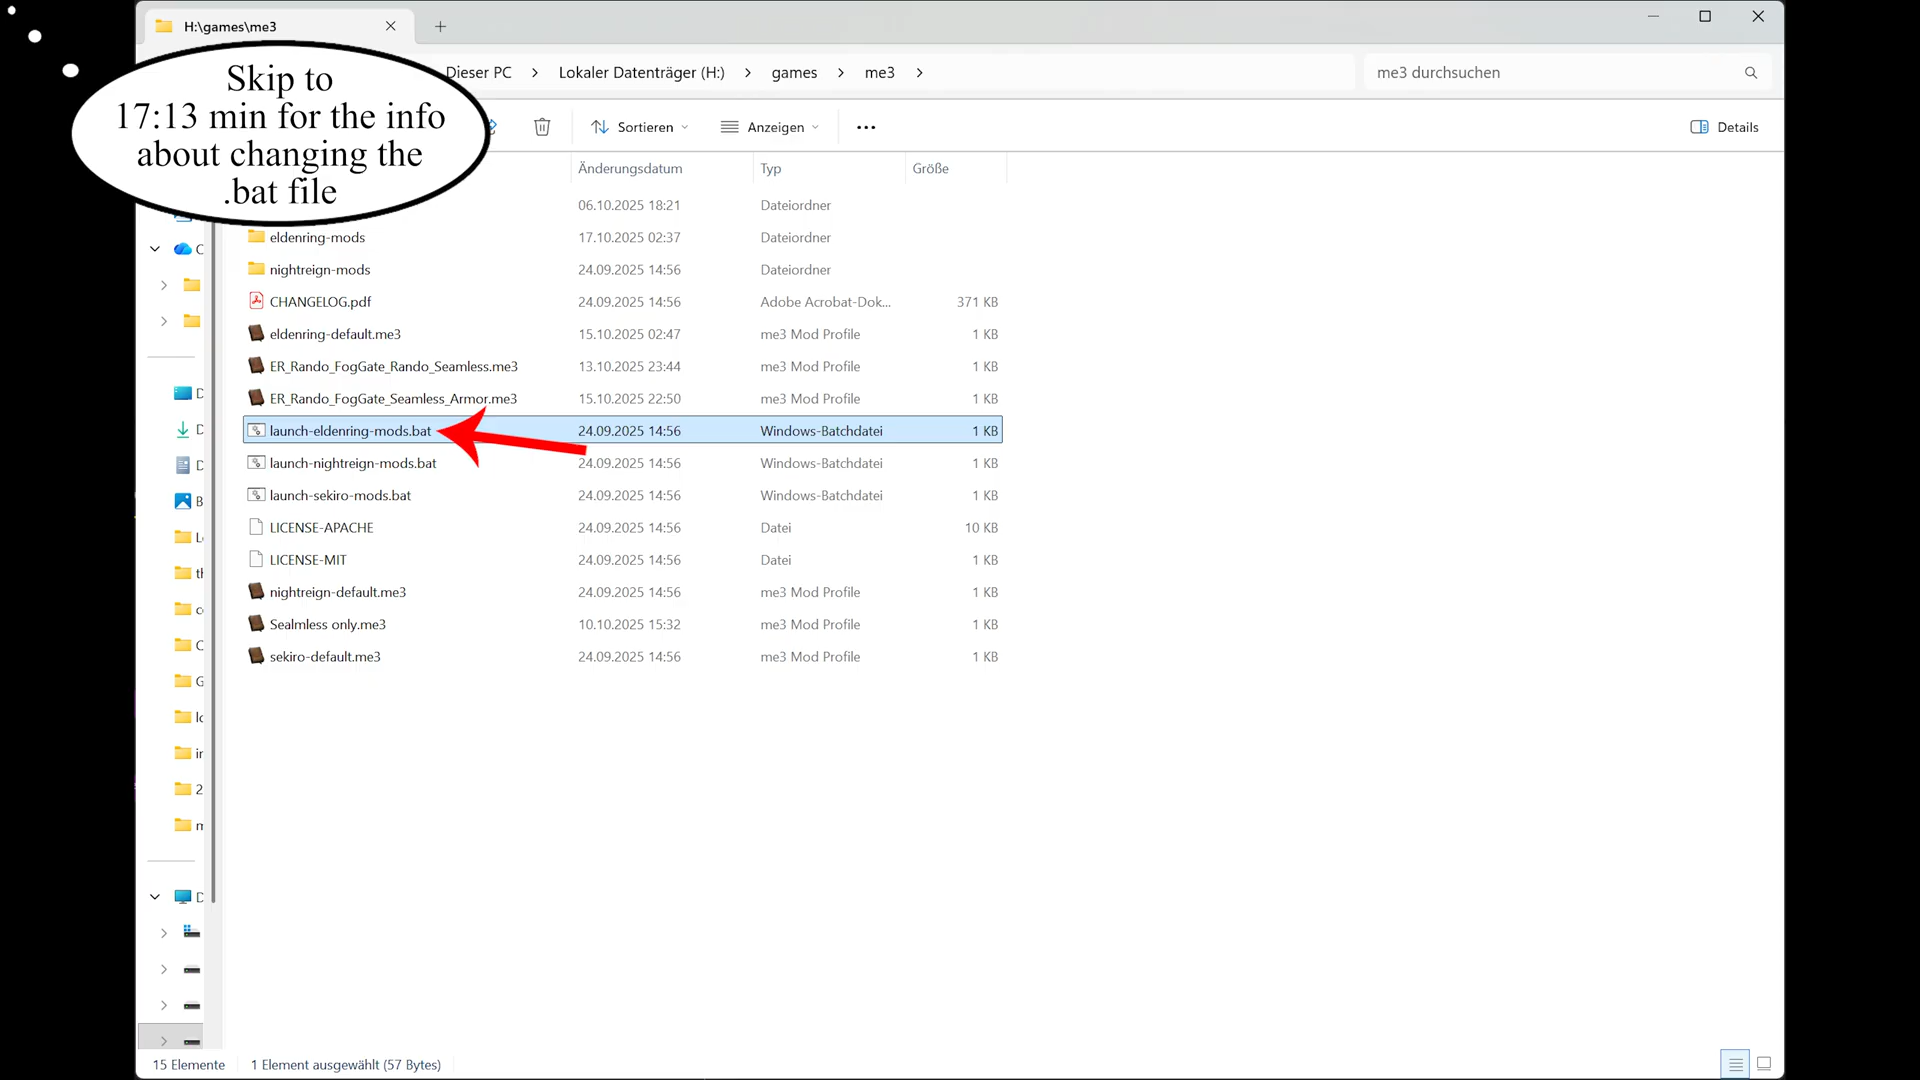 H:\games\me3
Skip to
17:13 min for the info
about changing the
.bat file
Dieser PC > Lokaler Datenträger (H:) > games > me3 >
me3 durchsuchen
Sortieren
Anzeigen
Details
Änderungsdatum Typ Größe
06.10.2025 18:21 Dateiordner
eldenring-mods 17.10.2025 02:37 Dateiordner
nightreign-mods 24.09.2025 14:56 Dateiordner
CHANGELOG.pdf 24.09.2025 14:56 Adobe Acrobat-Dok... 371 KB
eldenring-default.me3 15.10.2025 02:47 me3 Mod Profile 1 KB
ER_Rando_FogGate_Rando_Seamless.me3 13.10.2025 23:44 me3 Mod Profile 1 KB
ER_Rando_FogGate_Seamless_Armor.me3 15.10.2025 22:50 me3 Mod Profile 1 KB
launch-eldenring-mods.bat 24.09.2025 14:56 Windows-Batchdatei 1 KB
launch-nightreign-mods.bat 24.09.2025 14:56 Windows-Batchdatei 1 KB
launch-sekiro-mods.bat 24.09.2025 14:56 Windows-Batchdatei 1 KB
LICENSE-APACHE 24.09.2025 14:56 Datei 10 KB
LICENSE-MIT 24.09.2025 14:56 Datei 1 KB
nightreign-default.me3 24.09.2025 14:56 me3 Mod Profile 1 KB
Sealmless only.me3 10.10.2025 15:32 me3 Mod Profile 1 KB
sekiro-default.me3 24.09.2025 14:56 me3 Mod Profile 1 KB
15 Elemente
1 Element ausgewählt (57 Bytes)